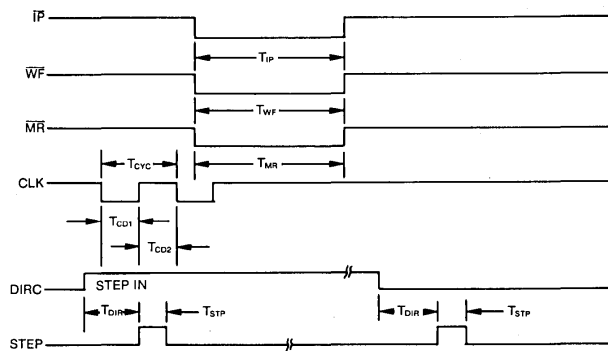 IP
TIP
WF
TWF
MR
TCYC
TMR
CLK
TCD1
TCD2
DIRC
STEP IN
TDIR
TSTP
TDIR
TSTP
STEP